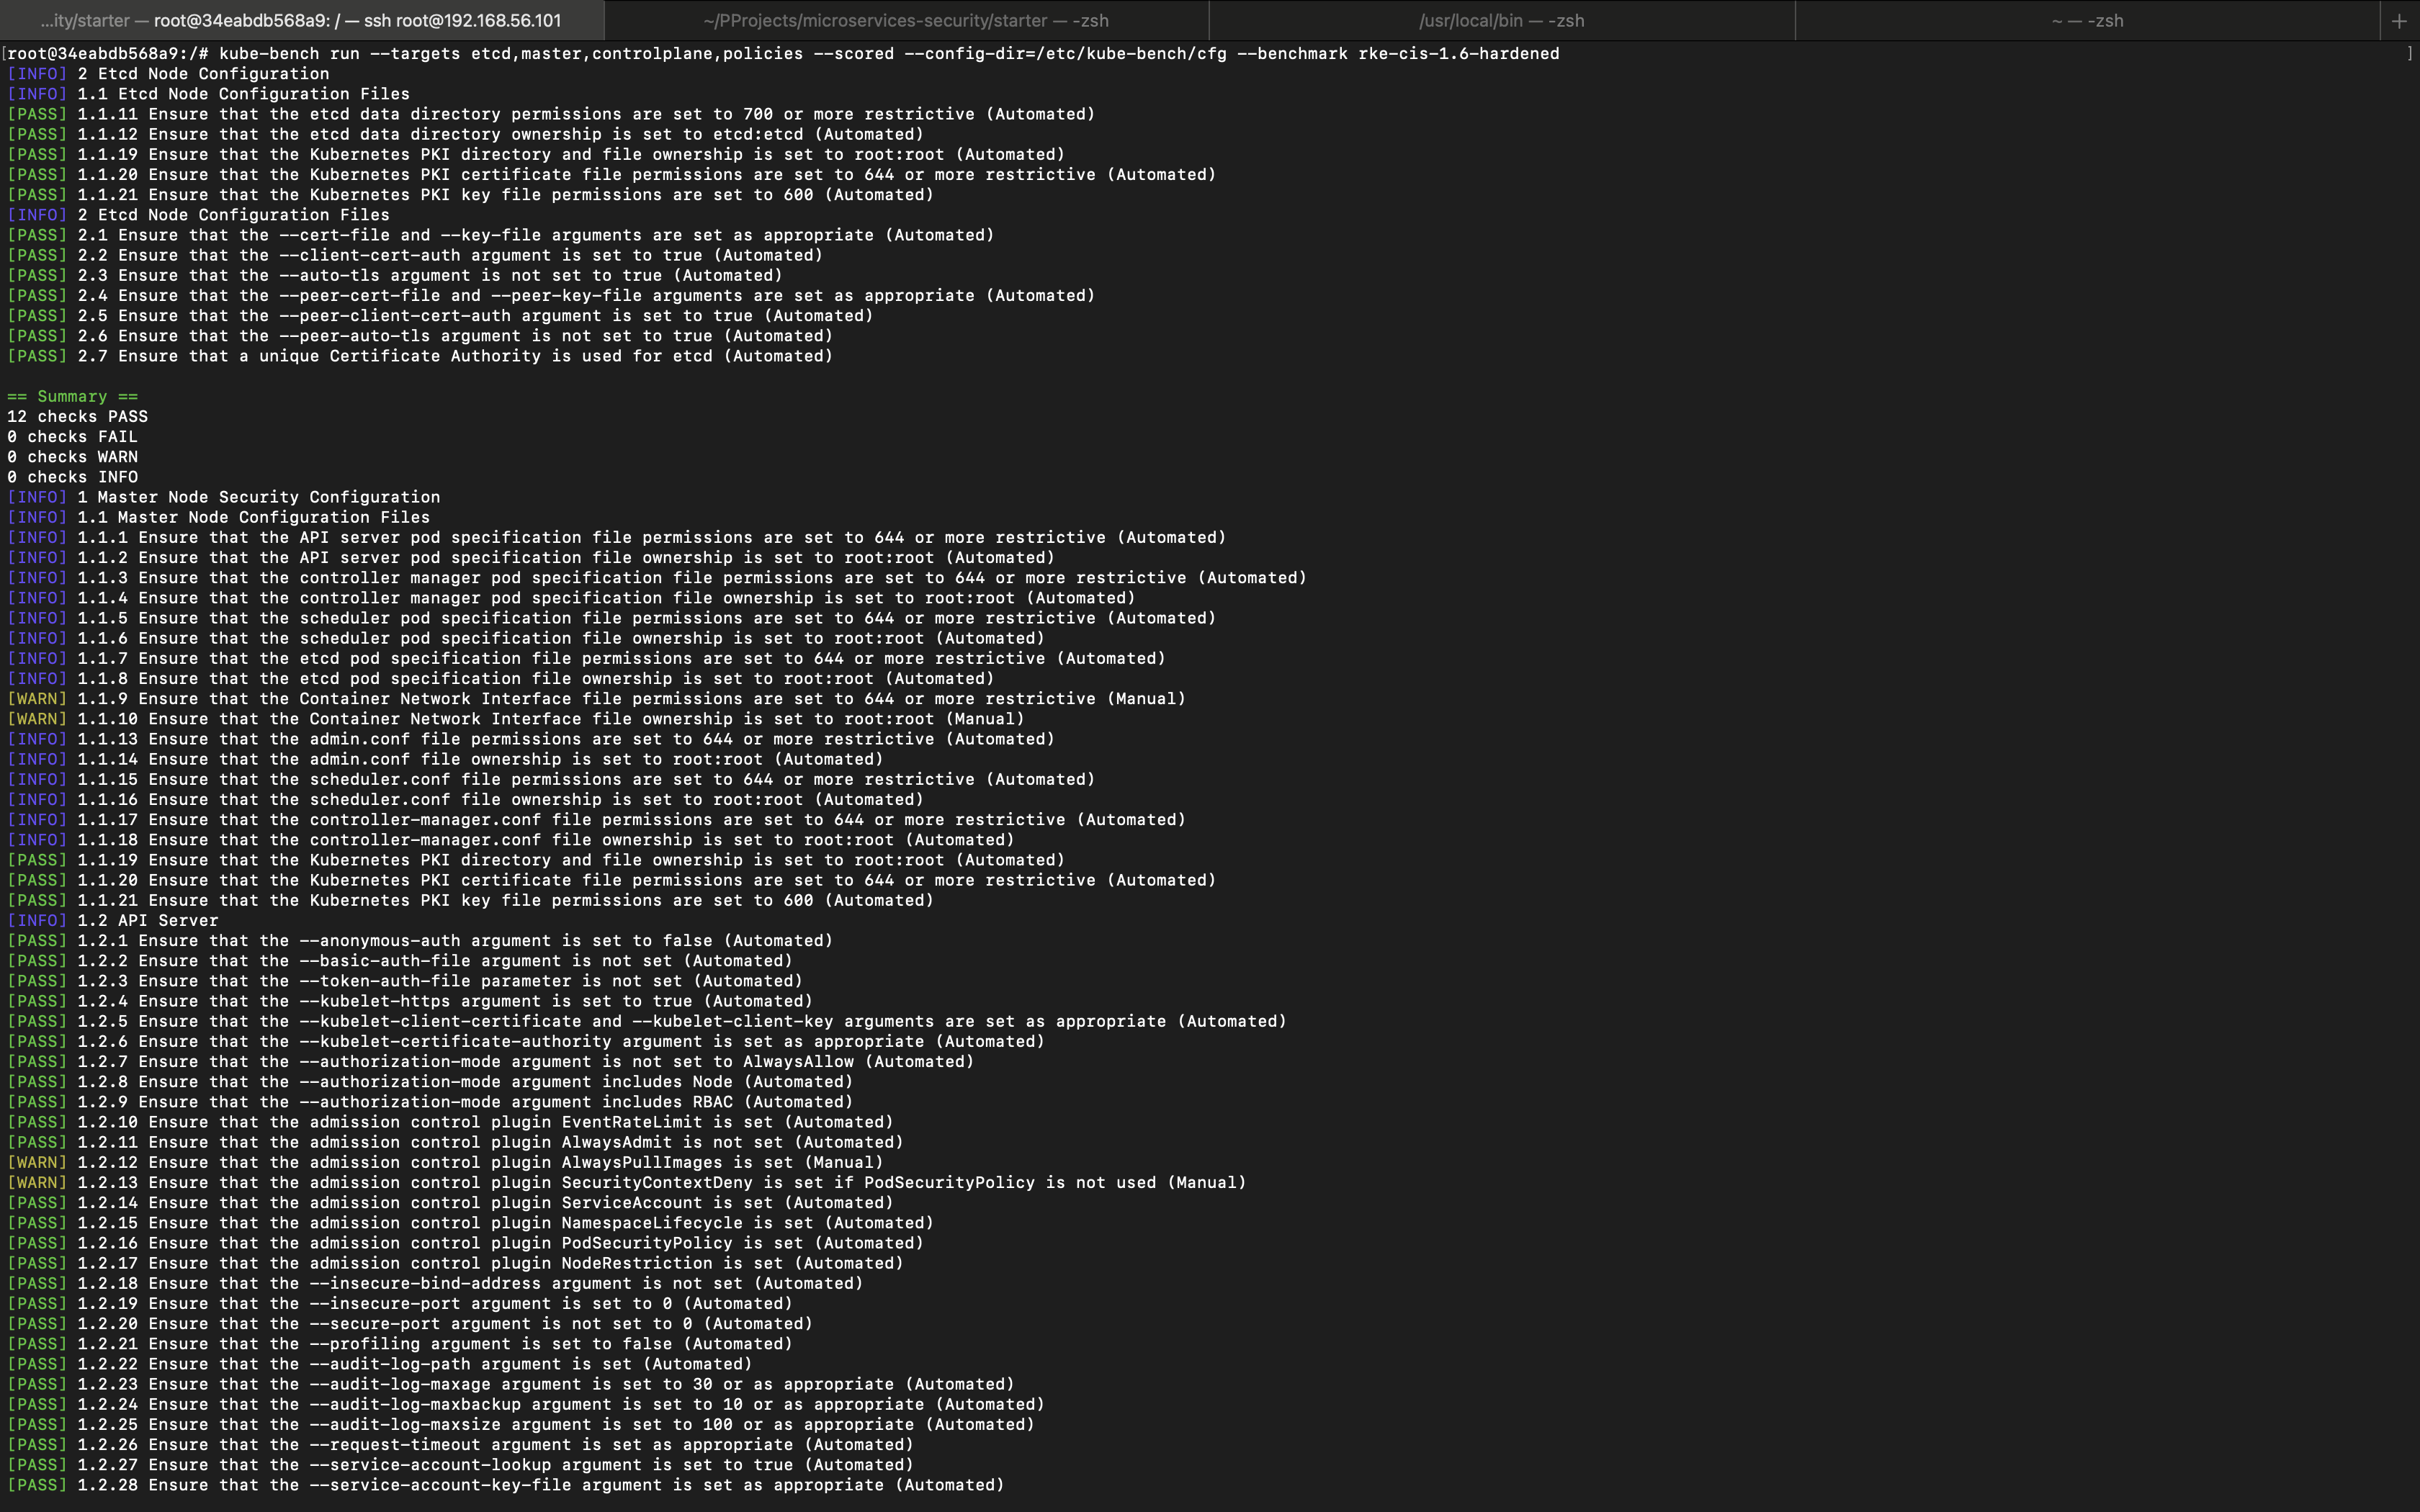 ...ity/starter — root@34eabdb568a9: / — ssh root@192.168.56.101
~/PProjects/microservices-security/starter — -zsh
/usr/local/bin — -zsh
~ — -zsh
+
[root@34eabdb568a9:/# kube-bench run --targets etcd,master,controlplane,policies --scored --config-dir=/etc/kube-bench/cfg --benchmark rke-cis-1.6-hardened ]
[INFO] 2 Etcd Node Configuration
[INFO] 1.1 Etcd Node Configuration Files
[PASS] 1.1.11 Ensure that the etcd data directory permissions are set to 700 or more restrictive (Automated)
[PASS] 1.1.12 Ensure that the etcd data directory ownership is set to etcd:etcd (Automated)
[PASS] 1.1.19 Ensure that the Kubernetes PKI directory and file ownership is set to root:root (Automated)
[PASS] 1.1.20 Ensure that the Kubernetes PKI certificate file permissions are set to 644 or more restrictive (Automated)
[PASS] 1.1.21 Ensure that the Kubernetes PKI key file permissions are set to 600 (Automated)
[INFO] 2 Etcd Node Configuration Files
[PASS] 2.1 Ensure that the --cert-file and --key-file arguments are set as appropriate (Automated)
[PASS] 2.2 Ensure that the --client-cert-auth argument is set to true (Automated)
[PASS] 2.3 Ensure that the --auto-tls argument is not set to true (Automated)
[PASS] 2.4 Ensure that the --peer-cert-file and --peer-key-file arguments are set as appropriate (Automated)
[PASS] 2.5 Ensure that the --peer-client-cert-auth argument is set to true (Automated)
[PASS] 2.6 Ensure that the --peer-auto-tls argument is not set to true (Automated)
[PASS] 2.7 Ensure that a unique Certificate Authority is used for etcd (Automated)
== Summary ==
12 checks PASS
0 checks FAIL
0 checks WARN
0 checks INFO
[INFO] 1 Master Node Security Configuration
[INFO] 1.1 Master Node Configuration Files
[INFO] 1.1.1 Ensure that the API server pod specification file permissions are set to 644 or more restrictive (Automated)
[INFO] 1.1.2 Ensure that the API server pod specification file ownership is set to root:root (Automated)
[INFO] 1.1.3 Ensure that the controller manager pod specification file permissions are set to 644 or more restrictive (Automated)
[INFO] 1.1.4 Ensure that the controller manager pod specification file ownership is set to root:root (Automated)
[INFO] 1.1.5 Ensure that the scheduler pod specification file permissions are set to 644 or more restrictive (Automated)
[INFO] 1.1.6 Ensure that the scheduler pod specification file ownership is set to root:root (Automated)
[INFO] 1.1.7 Ensure that the etcd pod specification file permissions are set to 644 or more restrictive (Automated)
[INFO] 1.1.8 Ensure that the etcd pod specification file ownership is set to root:root (Automated)
[WARN] 1.1.9 Ensure that the Container Network Interface file permissions are set to 644 or more restrictive (Manual)
[WARN] 1.1.10 Ensure that the Container Network Interface file ownership is set to root:root (Manual)
[INFO] 1.1.13 Ensure that the admin.conf file permissions are set to 644 or more restrictive (Automated)
[INFO] 1.1.14 Ensure that the admin.conf file ownership is set to root:root (Automated)
[INFO] 1.1.15 Ensure that the scheduler.conf file permissions are set to 644 or more restrictive (Automated)
[INFO] 1.1.16 Ensure that the scheduler.conf file ownership is set to root:root (Automated)
[INFO] 1.1.17 Ensure that the controller-manager.conf file permissions are set to 644 or more restrictive (Automated)
[INFO] 1.1.18 Ensure that the controller-manager.conf file ownership is set to root:root (Automated)
[PASS] 1.1.19 Ensure that the Kubernetes PKI directory and file ownership is set to root:root (Automated)
[PASS] 1.1.20 Ensure that the Kubernetes PKI certificate file permissions are set to 644 or more restrictive (Automated)
[PASS] 1.1.21 Ensure that the Kubernetes PKI key file permissions are set to 600 (Automated)
[INFO] 1.2 API Server
[PASS] 1.2.1 Ensure that the --anonymous-auth argument is set to false (Automated)
[PASS] 1.2.2 Ensure that the --basic-auth-file argument is not set (Automated)
[PASS] 1.2.3 Ensure that the --token-auth-file parameter is not set (Automated)
[PASS] 1.2.4 Ensure that the --kubelet-https argument is set to true (Automated)
[PASS] 1.2.5 Ensure that the --kubelet-client-certificate and --kubelet-client-key arguments are set as appropriate (Automated)
[PASS] 1.2.6 Ensure that the --kubelet-certificate-authority argument is set as appropriate (Automated)
[PASS] 1.2.7 Ensure that the --authorization-mode argument is not set to AlwaysAllow (Automated)
[PASS] 1.2.8 Ensure that the --authorization-mode argument includes Node (Automated)
[PASS] 1.2.9 Ensure that the --authorization-mode argument includes RBAC (Automated)
[PASS] 1.2.10 Ensure that the admission control plugin EventRateLimit is set (Automated)
[PASS] 1.2.11 Ensure that the admission control plugin AlwaysAdmit is not set (Automated)
[WARN] 1.2.12 Ensure that the admission control plugin AlwaysPullImages is set (Manual)
[WARN] 1.2.13 Ensure that the admission control plugin SecurityContextDeny is set if PodSecurityPolicy is not used (Manual)
[PASS] 1.2.14 Ensure that the admission control plugin ServiceAccount is set (Automated)
[PASS] 1.2.15 Ensure that the admission control plugin NamespaceLifecycle is set (Automated)
[PASS] 1.2.16 Ensure that the admission control plugin PodSecurityPolicy is set (Automated)
[PASS] 1.2.17 Ensure that the admission control plugin NodeRestriction is set (Automated)
[PASS] 1.2.18 Ensure that the --insecure-bind-address argument is not set (Automated)
[PASS] 1.2.19 Ensure that the --insecure-port argument is set to 0 (Automated)
[PASS] 1.2.20 Ensure that the --secure-port argument is not set to 0 (Automated)
[PASS] 1.2.21 Ensure that the --profiling argument is set to false (Automated)
[PASS] 1.2.22 Ensure that the --audit-log-path argument is set (Automated)
[PASS] 1.2.23 Ensure that the --audit-log-maxage argument is set to 30 or as appropriate (Automated)
[PASS] 1.2.24 Ensure that the --audit-log-maxbackup argument is set to 10 or as appropriate (Automated)
[PASS] 1.2.25 Ensure that the --audit-log-maxsize argument is set to 100 or as appropriate (Automated)
[PASS] 1.2.26 Ensure that the --request-timeout argument is set as appropriate (Automated)
[PASS] 1.2.27 Ensure that the --service-account-lookup argument is set to true (Automated)
[PASS] 1.2.28 Ensure that the --service-account-key-file argument is set as appropriate (Automated)